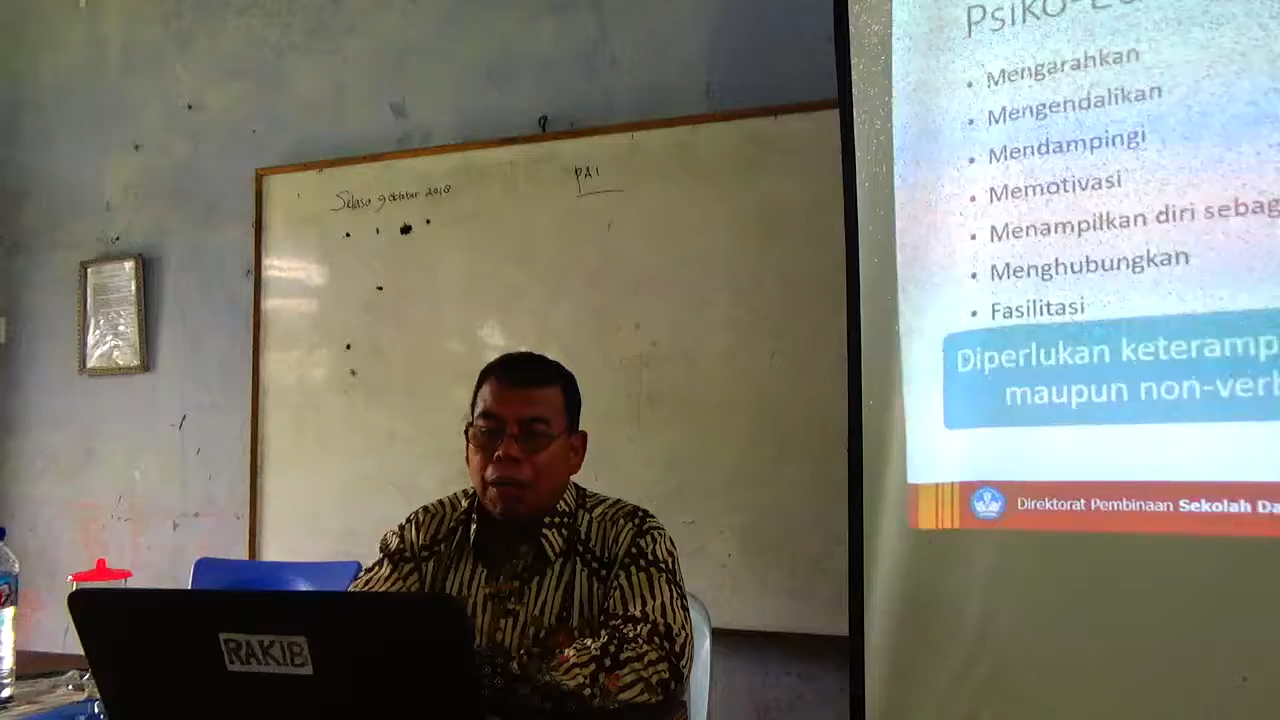 Selasa 9 Oktober 2018
PAI
RAKIB
Psiko-
• Mengarahkan
• Mengendalikan
• Mendampingi
• Memotivasi
• Menampilkan diri sebag
• Menghubungkan
• Fasilitasi
Diperlukan keteramp
maupun non-verb
Direktorat Pembinaan Sekolah Da